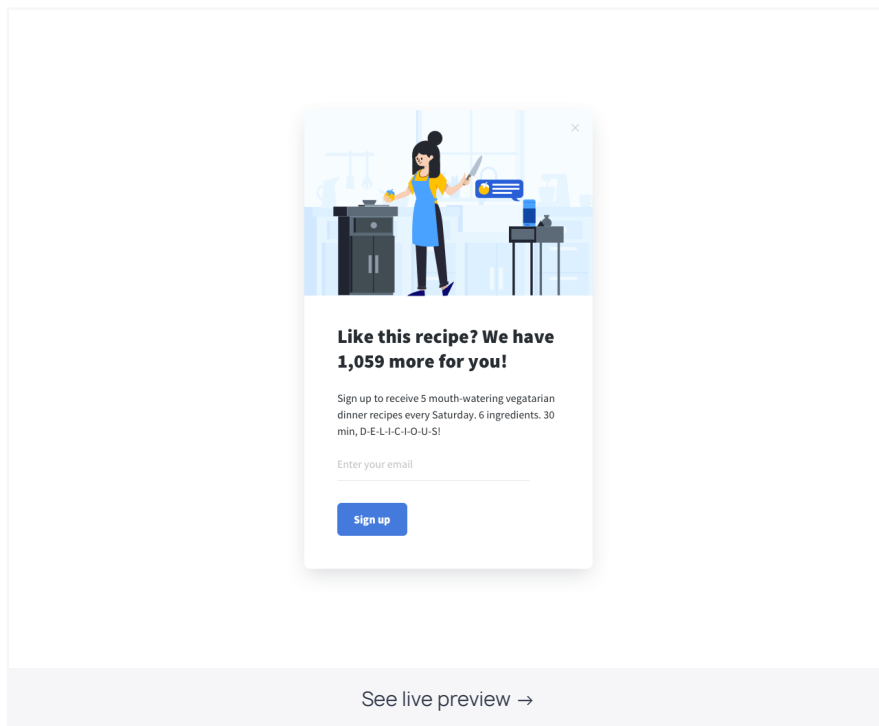 Like this recipe? We have
1,059 more for you!
Sign up to receive 5 mouth-watering vegatarian
dinner recipes every Saturday. 6 ingredients. 30
min, D-E-L-I-C-I-O-U-S!
Enter your email
Sign up
See live preview →